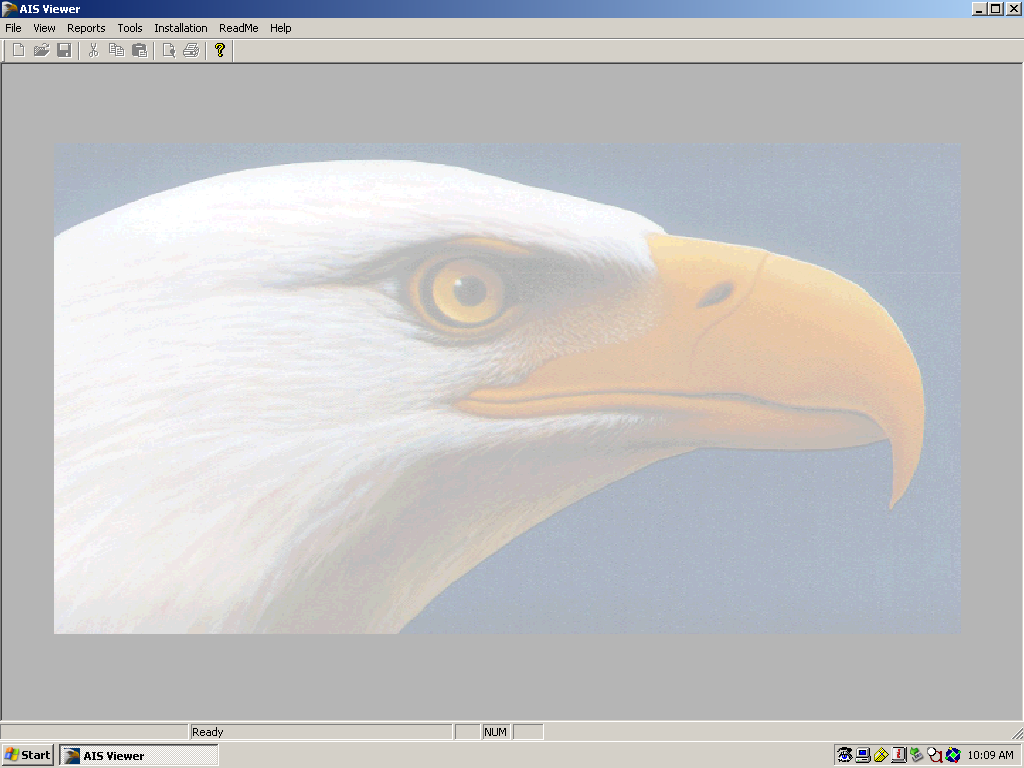 AIS Viewer
File View Reports Tools Installation ReadMe Help
Ready NUM
Start AIS Viewer 10:09 AM